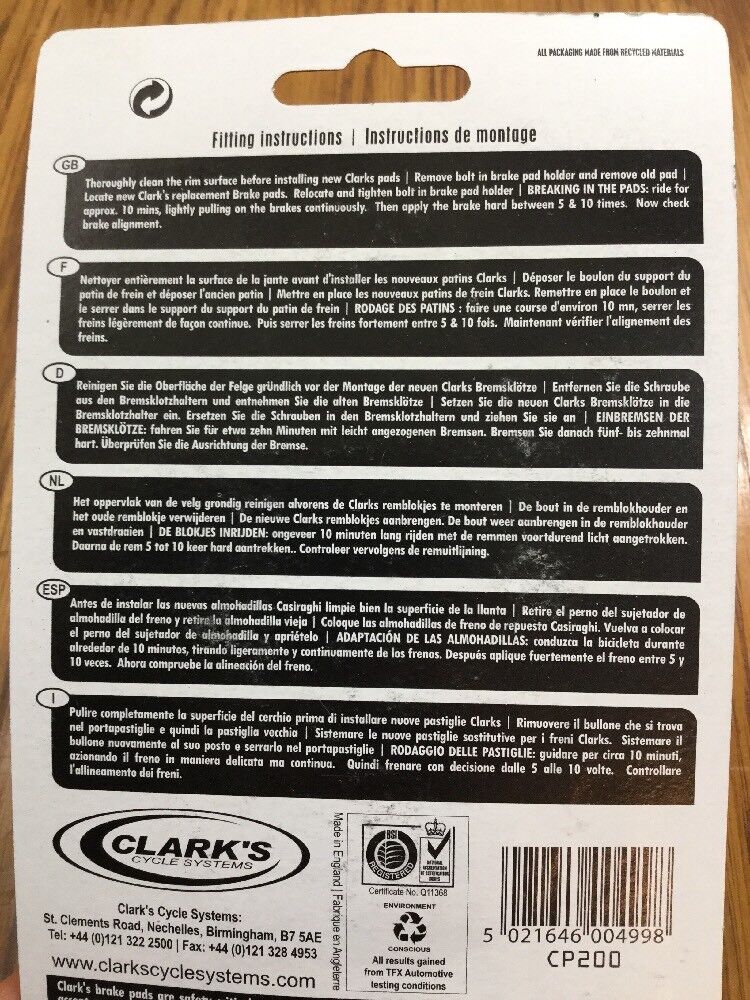 ALL PACKAGING MADE FROM RECYCLED MATERIALS
Fitting instructions | Instructions de montage
GB
Thoroughly clean the rim surface before installing new Clarks pads | Remove bolt in brake pad holder and remove old pad |
Locate new Clark's replacement Brake pads. Relocate and tighten bolt in brake pad holder | BREAKING IN THE PADS: ride for
approx. 10 mins, lightly pulling on the brakes continuously. Then apply the brake hard between 5 & 10 times. Now check
brake alignment.
F
Nettoyer entièrement la surface de la jante avant d'installer les nouveaux patins Clarks | Déposer le boulon du support du
patin de frein et déposer l'ancien patin | Mettre en place les nouveaux patins de frein Clarks. Remettre en place le boulon et
le serrer dans le support du support du patin de frein | RODAGE DES PATINS : faire une course d'environ 10 mn, serrer les
freins légèrement de façon continue. Puis serrer les freins fortement entre 5 & 10 fois. Maintenant vérifier l'alignement des
freins.
D
Reinigen Sie die Oberfläche der Felge gründlich vor der Montage der neuen Clarks Bremsklötze | Entfernen Sie die Schraube
aus den Bremsklotzhaltern und entnehmen Sie die alten Bremsklötze | Setzen Sie die neuen Clarks Bremsklötze in die
Bremsklotzhalter ein. Ersetzen Sie die Schrauben in den Bremsklotzhaltern und ziehen Sie sie an | EINBREMSEN DER
BREMSKLÖTZE: fahren Sie für etwa zehn Minuten mit leicht angezogenen Bremsen. Bremsen Sie danach fünf- bis zehnmal
hart. Überprüfen Sie die Ausrichtung der Bremse.
NL
Het oppervlak van de velg grondig reinigen alvorens de Clarks remblokjes te monteren | De bout in de remblokhouder en
het oude remblokje verwijderen | De nieuwe Clarks remblokjes aanbrengen. De bout weer aanbrengen in de remblokhouder
en vastdraaien | DE BLOKJES INRIJDEN: ongeveer 10 minuten lang rijden met de remmen voortdurend licht aangetrokken.
Daarna de rem 5 tot 10 keer hard aantrekken.. Controleer vervolgens de remuitlijning.
ESP
Antes de instalar las nuevas almohadillas Casiraghi limpie bien la superficie de la llanta | Retire el perno del sujetador de
almohadilla del freno y retire la almohadilla vieja | Coloque las almohadillas de freno de repuesta Casiraghi. Vuelva a colocar
el perno del sujetador de almohadilla y apriételo | ADAPTACIÓN DE LAS ALMOHADILLAS: conduzca la bicicleta durante
alrededor de 10 minutos, tirando ligeramente y continuamente de los frenos. Después aplique fuertemente el freno entre 5 y
10 veces. Ahora compruebe la alineación del freno.
I
Pulire completamente la superficie del cerchio prima di installare nuove pastiglie Clarks | Rimuovere il bullone che si trova
nel portapastiglie e quindi la pastiglia vecchia | Sistemare le nuove pastiglie sostitutive per i freni Clarks. Sistemare il
bullone nuovamente al suo posto e serrarlo nel portapastiglie | RODAGGIO DELLE PASTIGLIE: guidare per circa 10 minuti,
azionando il freno in maniera delicata ma continua. Quindi frenare con decisione dalle 5 alle 10 volte. Controllare
l'allineamento dei freni.
CLARK'S
CYCLE SYSTEMS
Clark's Cycle Systems:
St. Clements Road, Nechelles, Birmingham, B7 5AE
Tel: +44 (0)121 322 2500 | Fax: +44 (0)121 328 4953
www.clarkscyclesystems.com
Made in England | Fabrique en Angleterre
BSI
REGISTERED
Certificate No. Q11368
ENVIRONMENT
CONSCIOUS
All results gained
from TFX Automotive
testing conditions
5 021646 004998
CP200
Clark's brake pads are